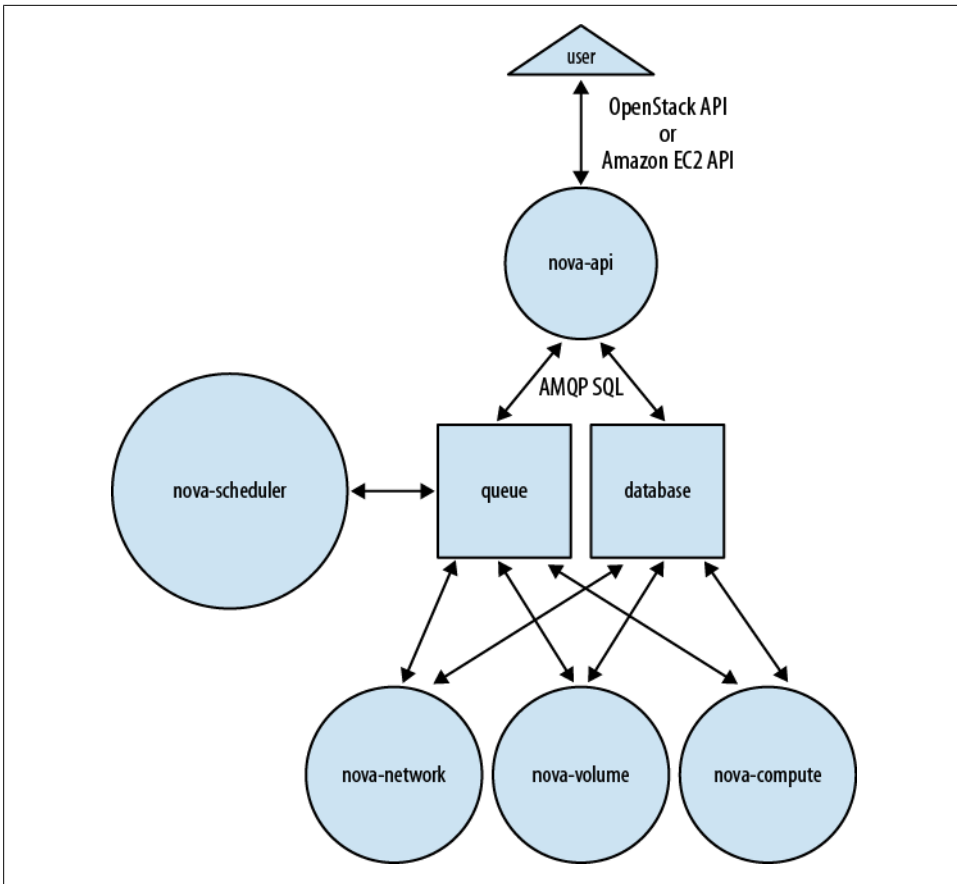 user
OpenStack API
or
Amazon EC2 API
nova-api
AMQP SQL
nova-scheduler
queue
database
nova-network
nova-volume
nova-compute